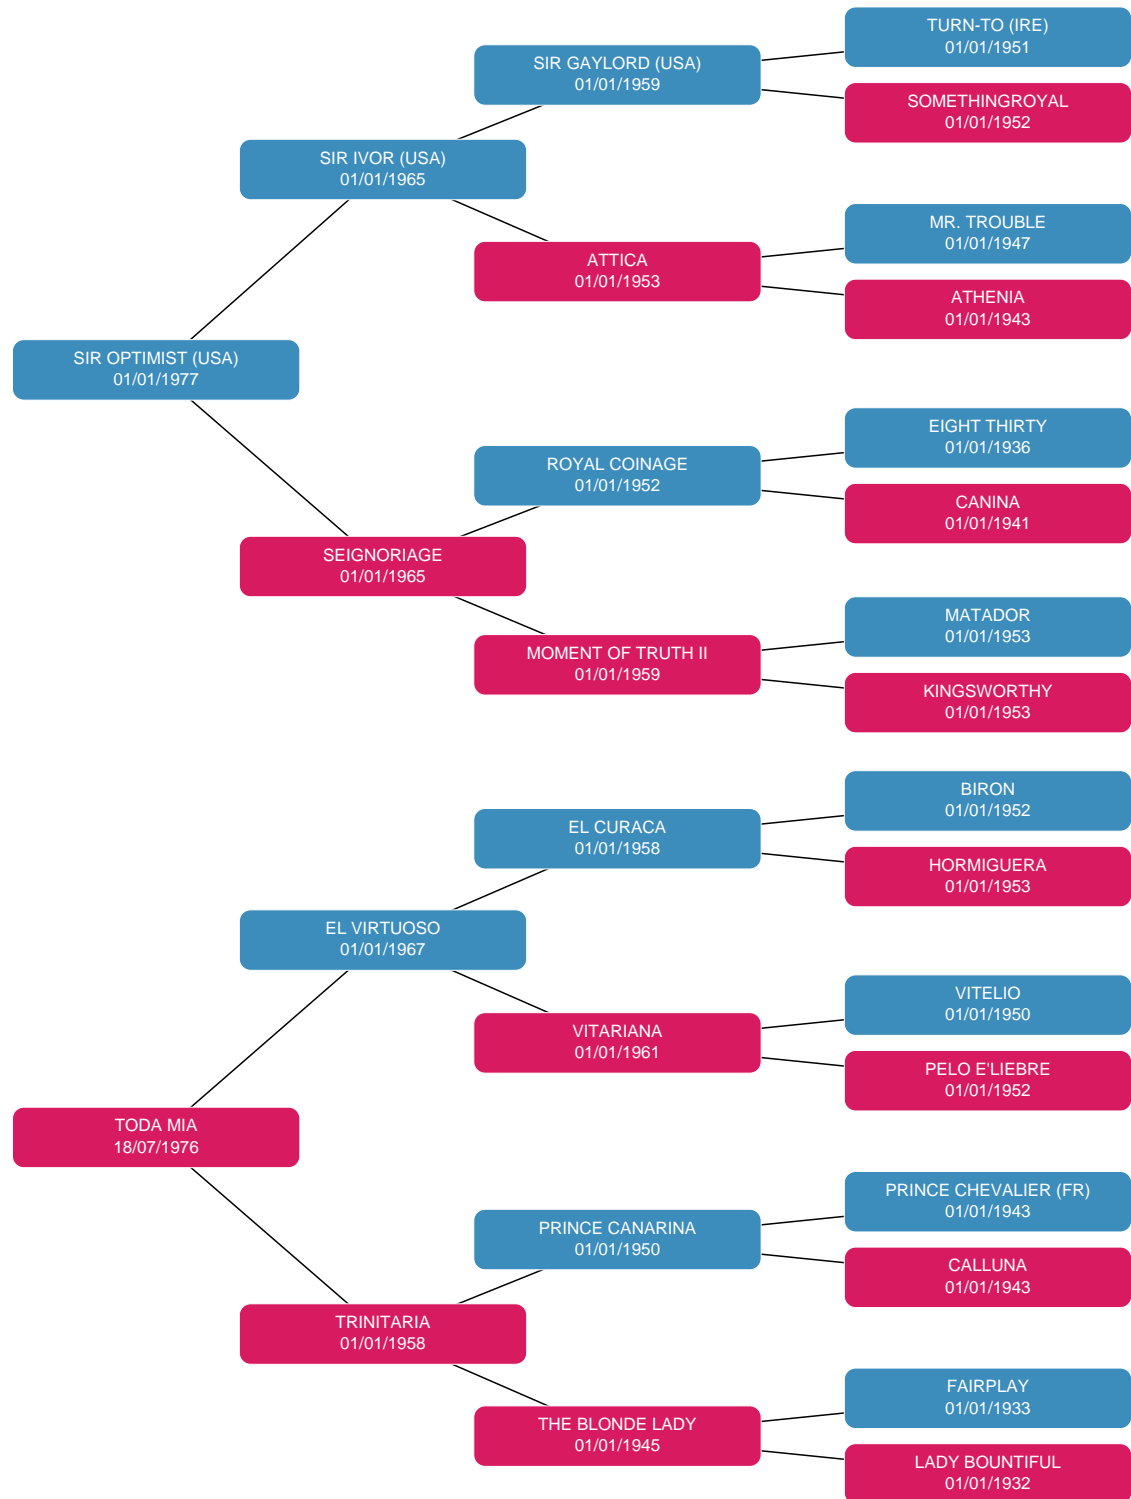 TURN-TO (IRE)
01/01/1951
SIR GAYLORD (USA)
01/01/1959
SOMETHINGROYAL
01/01/1952
SIR IVOR (USA)
01/01/1965
MR. TROUBLE
01/01/1947
ATTICA
01/01/1953
ATHENIA
01/01/1943
SIR OPTIMIST (USA)
01/01/1977
EIGHT THIRTY
01/01/1936
ROYAL COINAGE
01/01/1952
CANINA
01/01/1941
SEIGNORIAGE
01/01/1965
MATADOR
01/01/1953
MOMENT OF TRUTH II
01/01/1959
KINGSWORTHY
01/01/1953
BIRON
01/01/1952
EL CURACA
01/01/1958
HORMIGUERA
01/01/1953
EL VIRTUOSO
01/01/1967
VITELIO
01/01/1950
VITARIANA
01/01/1961
PELO E'LIEBRE
01/01/1952
TODA MIA
18/07/1976
PRINCE CHEVALIER (FR)
01/01/1943
PRINCE CANARINA
01/01/1950
CALLUNA
01/01/1943
TRINITARIA
01/01/1958
FAIRPLAY
01/01/1933
THE BLONDE LADY
01/01/1945
LADY BOUNTIFUL
01/01/1932